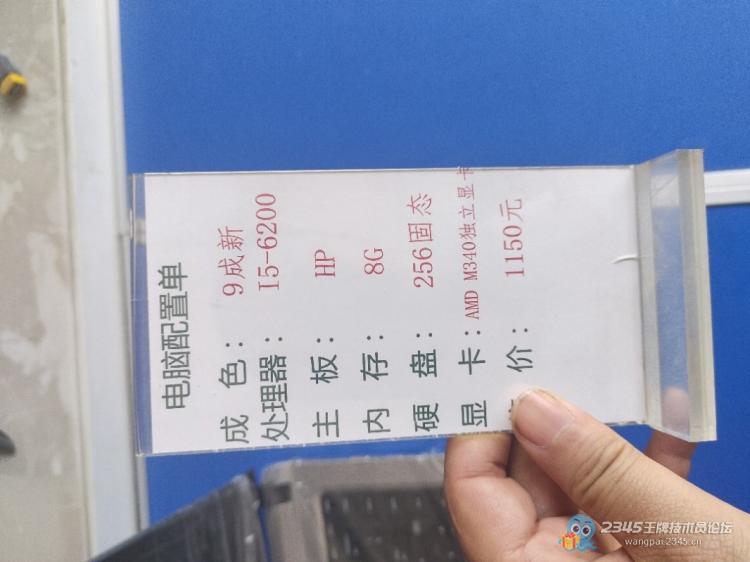 电脑配置单
成色：9成新
处理器：I5-6200
主板：HP
内存：8G
硬盘：256固态
显卡：AMD M340独立显卡
价：1150元
2345王牌技术员论坛
wangpai.2345.cn